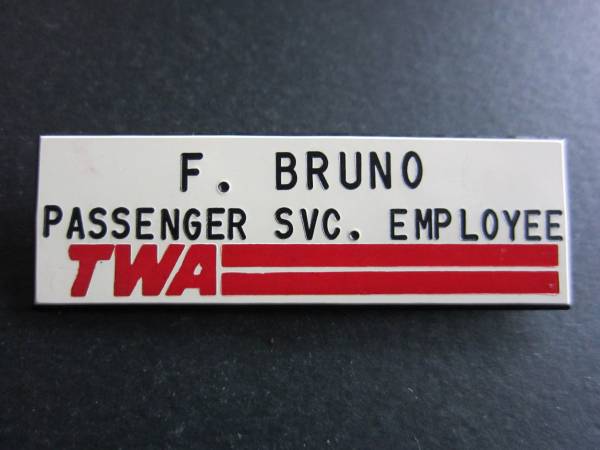 F. BRUNO
PASSENGER SVC. EMPLOYEE
TWA